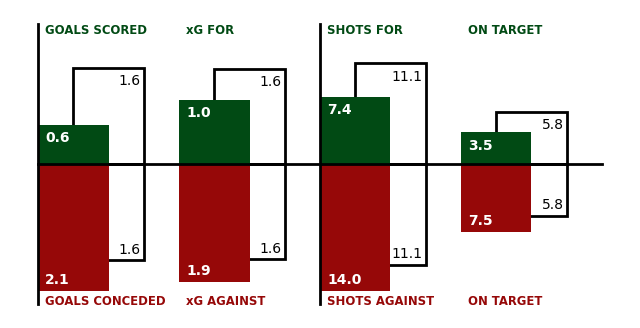 GOALS SCORED xG FOR SHOTS FOR ON TARGET
1.6 1.6 11.1 5.8
0.6 1.0 7.4 3.5
1.6 1.6 11.1 5.8
2.1 1.9 14.0 7.5
GOALS CONCEDED xG AGAINST SHOTS AGAINST ON TARGET